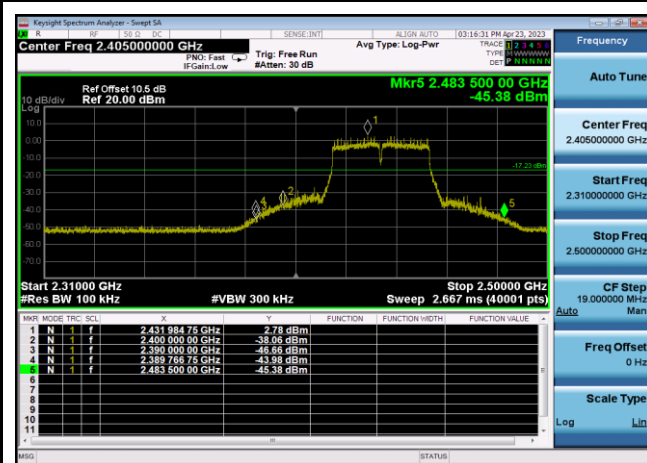 Keysight Spectrum Analyzer - Swept SA
R RF 50 Ω DC SENSE:INT ALIGN AUTO 03:16:31 PM Apr 23, 2023
Center Freq 2.405000000 GHz
PNO: Fast
IFGain:Low
Trig: Free Run
#Atten: 30 dB
Avg Type: Log-Pwr
TRACE 1 2 3 4 5 6
TYPE M WWWWW
DET P N N N N N
Ref Offset 10.5 dB
10 dB/div Ref 20.00 dBm
Log
Mkr5 2.483 500 00 GHz
-45.38 dBm
10.0
0.00
-10.0
-20.0
-30.0
-40.0
-50.0
-60.0
-70.0
1
2
4
5
-17.23 dBm
Start 2.31000 GHz Stop 2.50000 GHz
#Res BW 100 kHz #VBW 300 kHz Sweep 2.667 ms (40001 pts)
MKR MODE TRC SCL X Y FUNCTION FUNCTION WIDTH FUNCTION VALUE
1 N 1 f 2.431 984 75 GHz 2.78 dBm
2 N 1 f 2.400 000 00 GHz -38.06 dBm
3 N 1 f 2.390 000 00 GHz -46.66 dBm
4 N 1 f 2.389 766 75 GHz -43.98 dBm
5 N 1 f 2.483 500 00 GHz -45.38 dBm
6
7
8
9
10
11
MSG STATUS
Frequency
Auto Tune
Center Freq
2.405000000 GHz
Start Freq
2.310000000 GHz
Stop Freq
2.500000000 GHz
CF Step
19.000000 MHz
Auto Man
Freq Offset
0 Hz
Scale Type
Log Lin